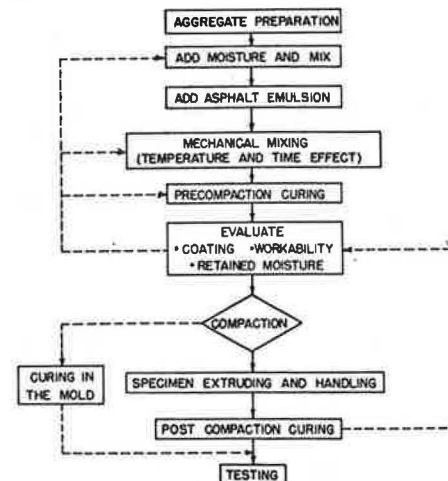 AGGREGATE PREPARATION
ADD MOISTURE AND MIX
ADD ASPHALT EMULSION
MECHANICAL MIXING
(TEMPERATURE AND TIME EFFECT)
PRECOMPACTION CURING
EVALUATE
• COATING • WORKABILITY
• RETAINED MOISTURE
COMPACTION
CURING IN
THE MOLD
SPECIMEN EXTRUDING AND HANDLING
POST COMPACTION CURING
TESTING